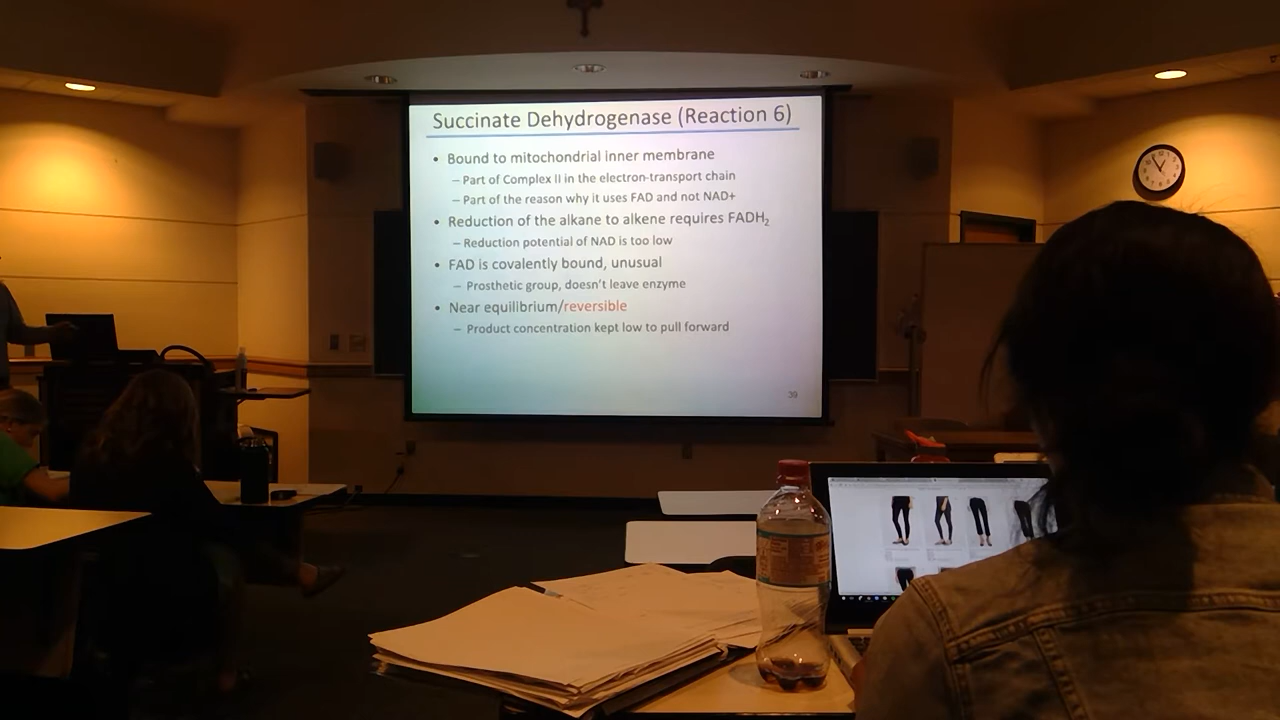 Succinate Dehydrogenase (Reaction 6)
• Bound to mitochondrial inner membrane
– Part of Complex II in the electron-transport chain
– Part of the reason why it uses FAD and not NAD+
• Reduction of the alkane to alkene requires FADH₂
– Reduction potential of NAD is too low
• FAD is covalently bound, unusual
– Prosthetic group, doesn't leave enzyme
• Near equilibrium/reversible
– Product concentration kept low to pull forward
39